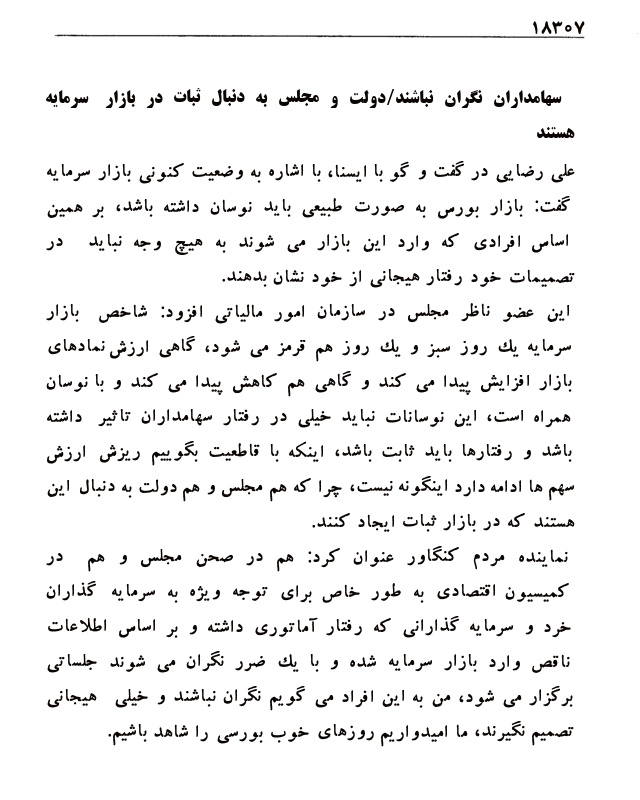 ۱۸۳۰۷
سهامداران نگران نباشند/دولت و مجلس به دنبال ثبات در بازار سرمایه
هستند
علی رضایی در گفت و گو با ایسنا، با اشاره به وضعیت کنونی بازار سرمایه
گفت: بازار بورس به صورت طبیعی باید نوسان داشته باشد، بر همین
اساس افرادی که وارد این بازار می شوند به هیچ وجه نباید در
تصمیمات خود رفتار هیجانی از خود نشان بدهند.
این عضو ناظر مجلس در سازمان امور مالیاتی افزود: شاخص بازار
سرمایه یك روز سبز و یك روز هم قرمز می شود، گاهی ارزش نمادهای
بازار افزایش پیدا می کند و گاهی هم کاهش پیدا می کند و با نوسان
همراه است، این نوسانات نباید خیلی در رفتار سهامداران تاثیر داشته
باشد و رفتارها باید ثابت باشد، اینکه با قاطعیت بگوییم ریزش ارزش
سهم ها ادامه دارد اینگونه نیست، چرا که هم مجلس و هم دولت به دنبال این
هستند که در بازار ثبات ایجاد کنند.
نماینده مردم کنگاور عنوان کرد: هم در صحن مجلس و هم در
کمیسیون اقتصادی به طور خاص برای توجه ویژه به سرمایه گذاران
خرد و سرمایه گذارانی که رفتار آماتوری داشته و بر اساس اطلاعات
ناقص وارد بازار سرمایه شده و با یك ضرر نگران می شوند جلساتی
برگزار می شود، من به این افراد می گویم نگران نباشند و خیلی هیجانی
تصمیم نگیرند، ما امیدواریم روزهای خوب بورسی را شاهد باشیم.